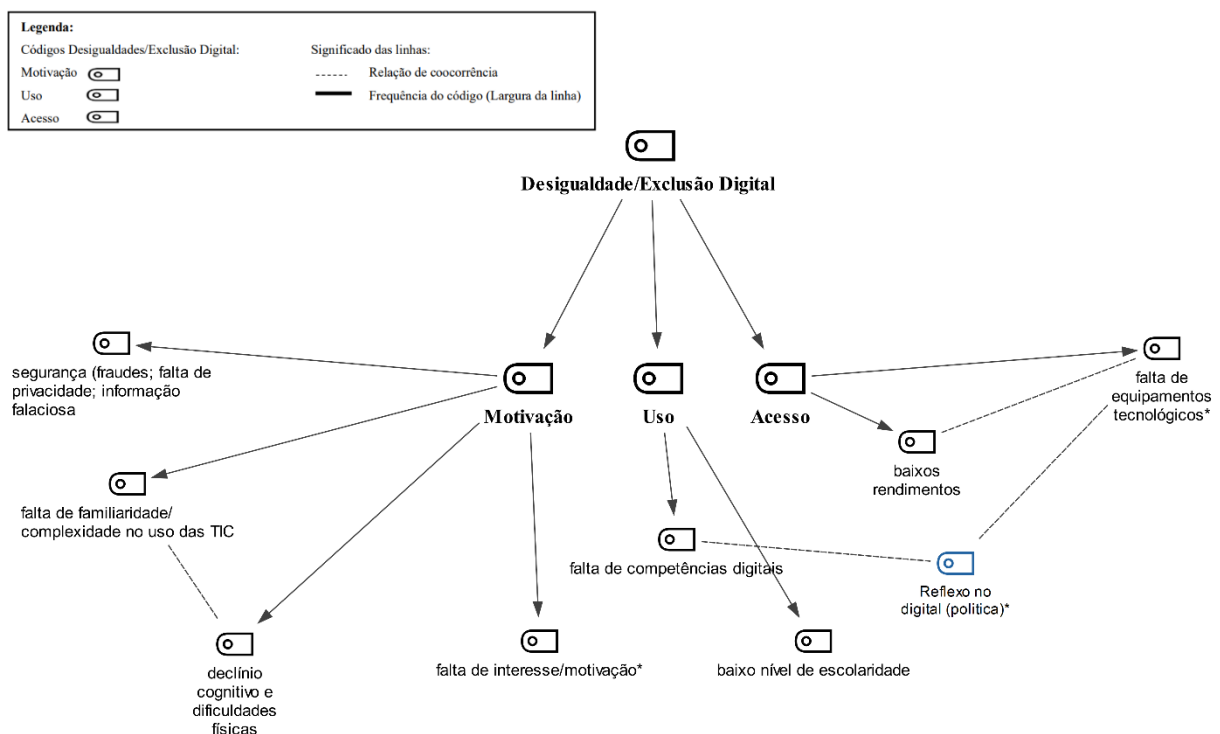 Legenda:
Códigos Desigualdades/Exclusão Digital:
Motivação
Uso
Acesso
Significado das linhas:
Relação de coocorrência
Frequência do código (Largura da linha)
Desigualdade/Exclusão Digital
segurança (fraudes; falta de
privacidade; informação
falaciosa
Motivação
Uso
Acesso
falta de
equipamentos
tecnológicos*
baixos
rendimentos
falta de familiaridade/
complexidade no uso das TIC
falta de competências digitais
Reflexo no
digital (politica)*
declínio
cognitivo e
dificuldades
físicas
falta de interesse/motivação*
baixo nível de escolaridade